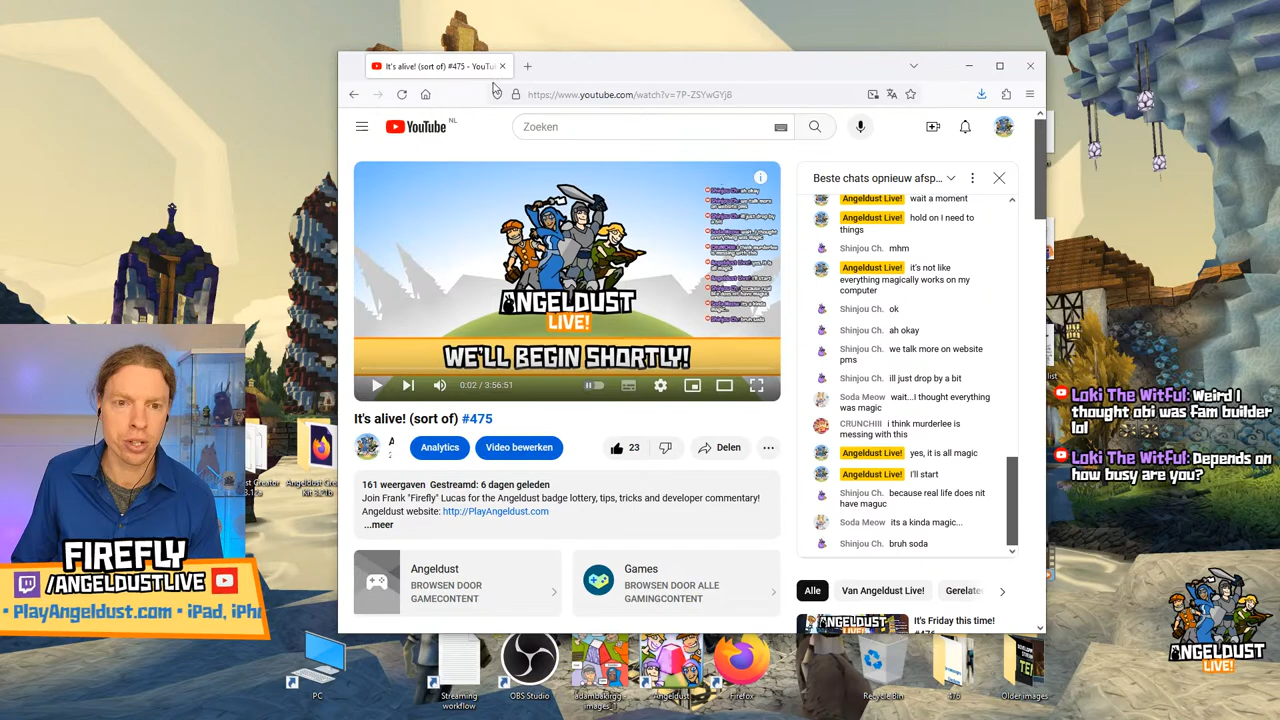 It's alive! (sort of) #475 - YouTu
https://www.youtube.com/watch?v=7P-ZSYwGYj8
YouTube NL
Zoeken
ANGELDUST
LIVE!
WE'LL BEGIN SHORTLY!
0:02 / 3:56:51
It's alive! (sort of) #475
Analytics
Video bewerken
23
Delen
161 weergaven Gestreamd: 6 dagen geleden
Join Frank "Firefly" Lucas for the Angeldust badge lottery, tips, tricks and developer commentary!
Angeldust website: http://PlayAngeldust.com
...meer
Angeldust
BROWSEN DOOR
GAMECONTENT
Games
BROWSEN DOOR ALLE
GAMINGCONTENT
Beste chats opnieuw afsp...
Angeldust Live! wait a moment
Angeldust Live! hold on I need to
things
Shinjou Ch. mhm
Angeldust Live! it's not like
everything magically works on my
computer
Shinjou Ch. ok
Shinjou Ch. ah okay
Shinjou Ch. we talk more on website
pms
Shinjou Ch. ill just drop by a bit
Soda Meow wait...I thought everything
was magic
CRUNCHIII i think murderlee is
messing with this
Angeldust Live! yes, it is all magic
Angeldust Live! I'll start
Shinjou Ch. because real life does nit
have maguc
Soda Meow its a kinda magic...
Shinjou Ch. bruh soda
Alle
Van Angeldust Live!
Gerelatee
It's Friday this time!
#476
Loki The Witful: Weird I
thought obi was fam builder
lol
Loki The Witful: Depends on
how busy are you?
FIREFLY
/ANGELDUSTLIVE
• PlayAngeldust.com • iPad, iPh
Kit 3.21b
PC
Streaming
workflow
OBS Studio
Angeldust
Firefox
Recycle Bin
476
Older images
ANGELDUST
LIVE!